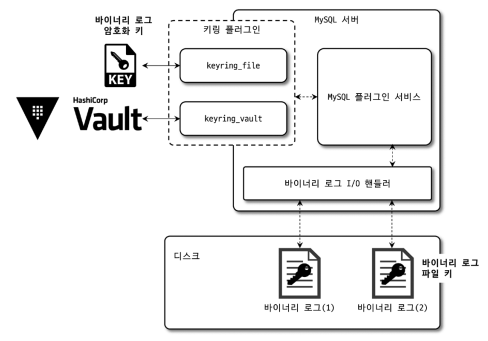 바이너리 로그
암호화 키
키링 플러그인
MySQL 서버
KEY
keyring_file
HashiCorp
Vault
keyring_vault
MySQL 플러그인 서비스
바이너리 로그 I/O 핸들러
디스크
바이너리 로그
파일 키
바이너리 로그(1)
바이너리 로그(2)